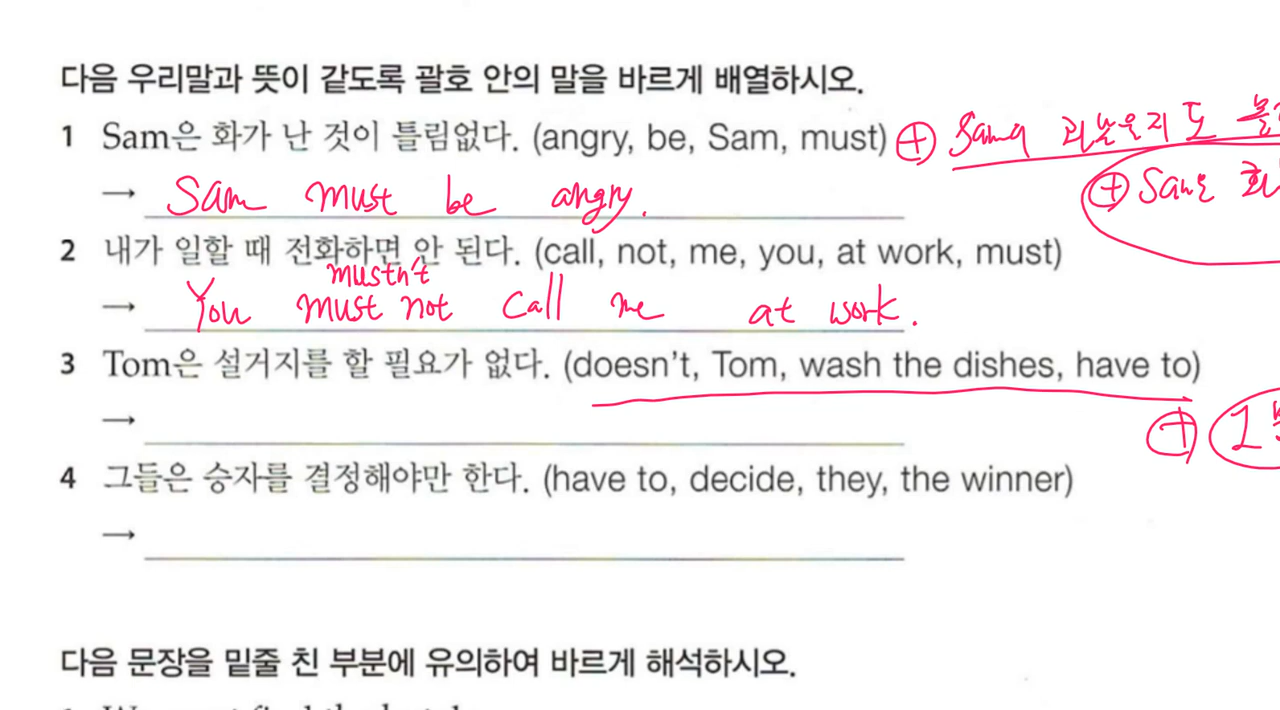 다음 우리말과 뜻이 같도록 괄호 안의 말을 바르게 배열하시오.
1 Sam은 화가 난 것이 틀림없다. (angry, be, Sam, must) ⊕ Sam이
⊕ Sam은
→ Sam must be angry.
2 내가 일할 때 전화하면 안 된다. (call, not, me, you, at work, must)
mustn't
→ You must not call me at work.
3 Tom은 설거지를 할 필요가 없다. (doesn't, Tom, wash the dishes, have to)
→
⊕
4 그들은 승자를 결정해야만 한다. (have to, decide, they, the winner)
→
다음 문장을 밑줄 친 부분에 유의하여 바르게 해석하시오.